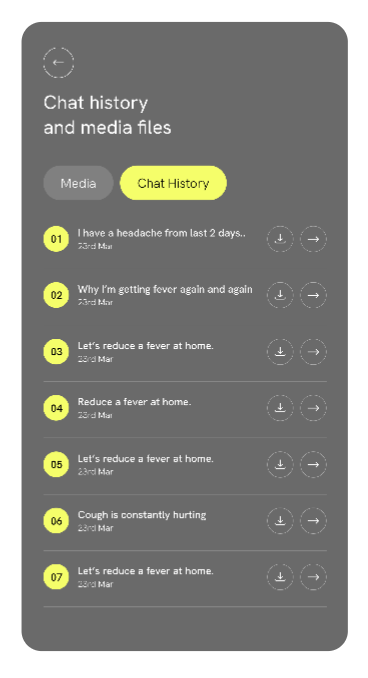 Chat history
and media files
Media
Chat History
01
I have a headache from last 2 days..
23rd Mar
02
Why I'm getting fever again and again
23rd Mar
03
Let's reduce a fever at home.
23rd Mar
04
Reduce a fever at home.
23rd Mar
05
Let's reduce a fever at home.
23rd Mar
06
Cough is constantly hurting
23rd Mar
07
Let's reduce a fever at home.
23rd Mar